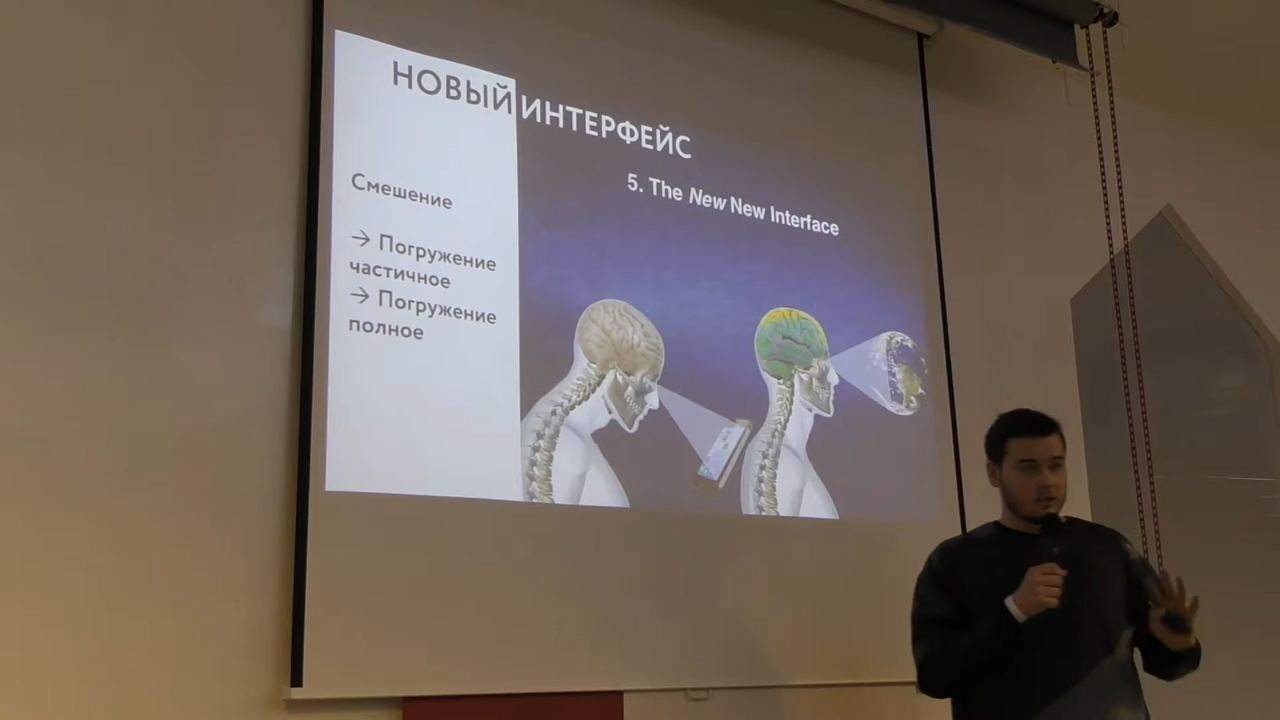 НОВЫЙ ИНТЕРФЕЙС
Смешение
→ Погружение
частичное
→ Погружение
полное
5. The New New Interface